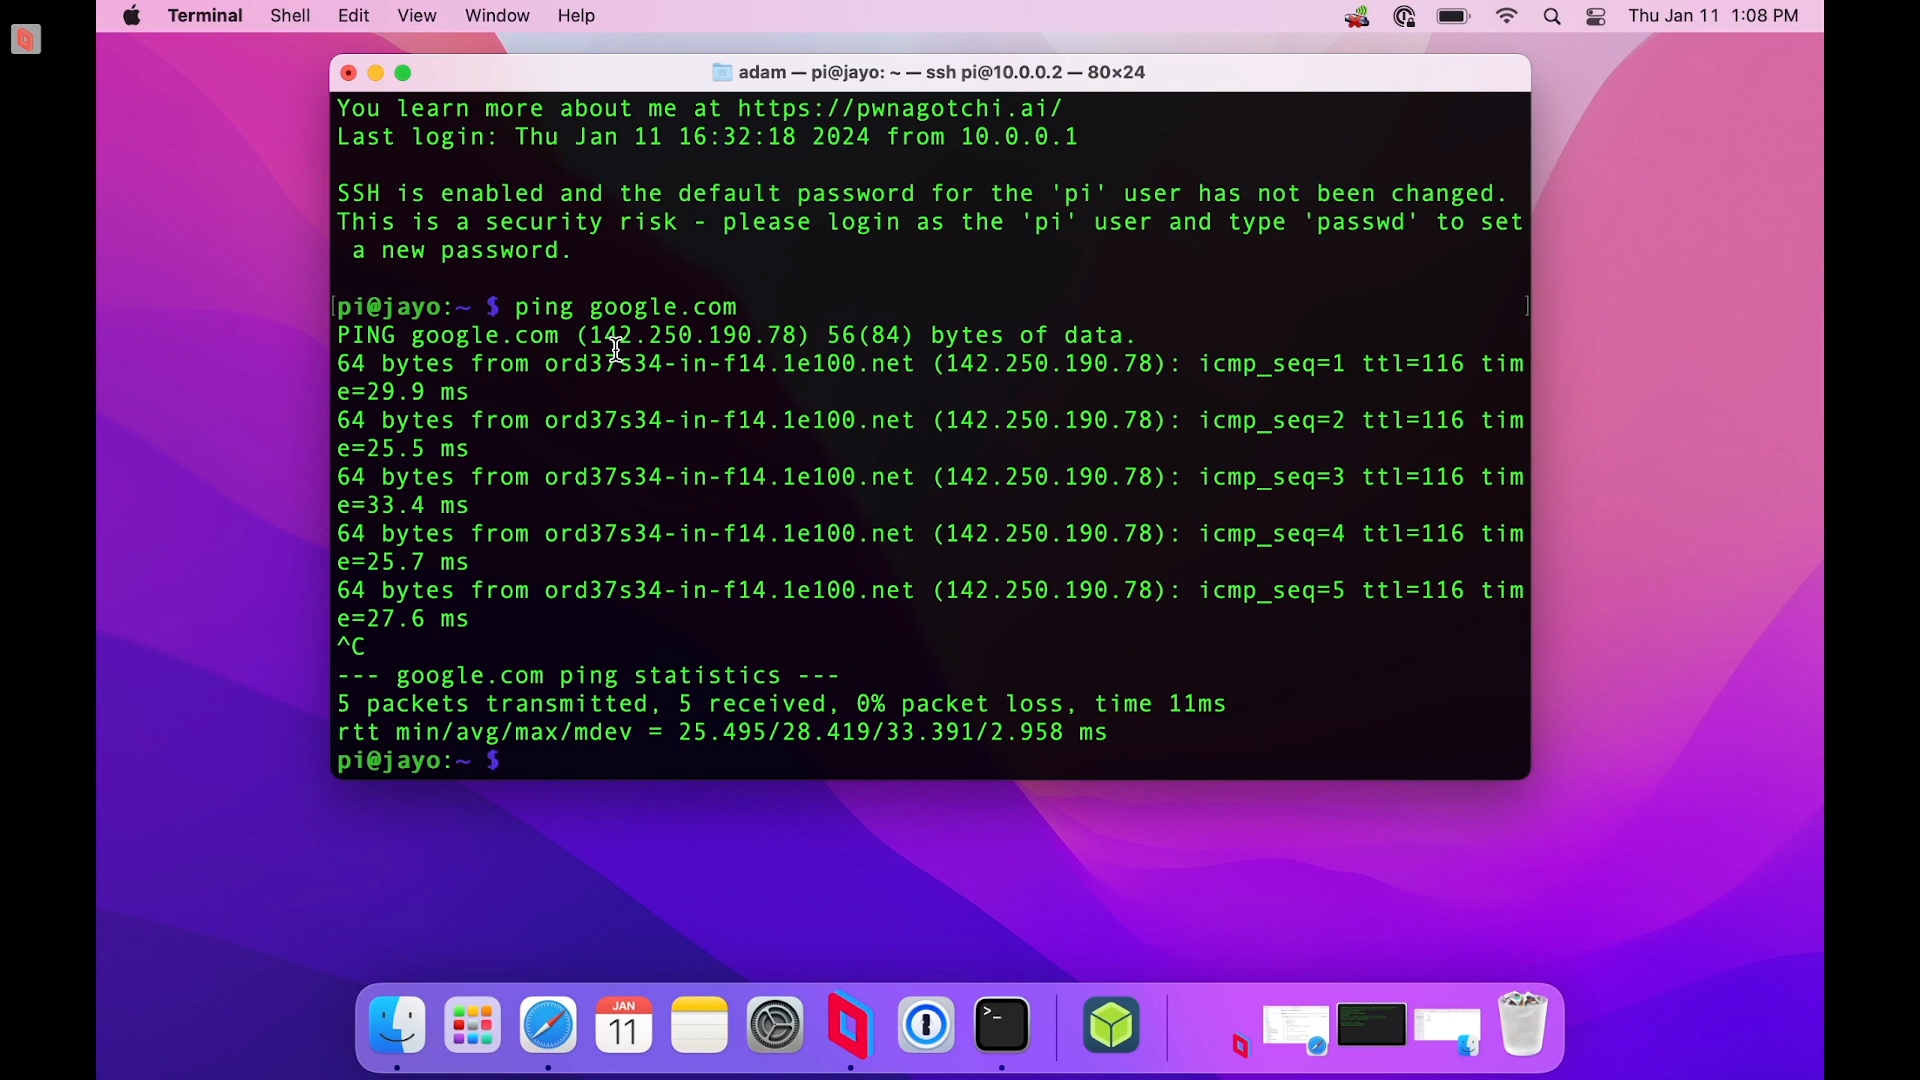 Terminal Shell Edit View Window Help Thu Jan 11 1:08 PM
adam — pi@jayo: ~ — ssh pi@10.0.0.2 — 80×24
You learn more about me at https://pwnagotchi.ai/
Last login: Thu Jan 11 16:32:18 2024 from 10.0.0.1
SSH is enabled and the default password for the 'pi' user has not been changed.
This is a security risk - please login as the 'pi' user and type 'passwd' to set
a new password.
[pi@jayo:~ $ ping google.com ]
PING google.com (142.250.190.78) 56(84) bytes of data.
64 bytes from ord37s34-in-f14.1e100.net (142.250.190.78): icmp_seq=1 ttl=116 tim
e=29.9 ms
64 bytes from ord37s34-in-f14.1e100.net (142.250.190.78): icmp_seq=2 ttl=116 tim
e=25.5 ms
64 bytes from ord37s34-in-f14.1e100.net (142.250.190.78): icmp_seq=3 ttl=116 tim
e=33.4 ms
64 bytes from ord37s34-in-f14.1e100.net (142.250.190.78): icmp_seq=4 ttl=116 tim
e=25.7 ms
64 bytes from ord37s34-in-f14.1e100.net (142.250.190.78): icmp_seq=5 ttl=116 tim
e=27.6 ms
^C
--- google.com ping statistics ---
5 packets transmitted, 5 received, 0% packet loss, time 11ms
rtt min/avg/max/mdev = 25.495/28.419/33.391/2.958 ms
pi@jayo:~ $
JAN
11
>_